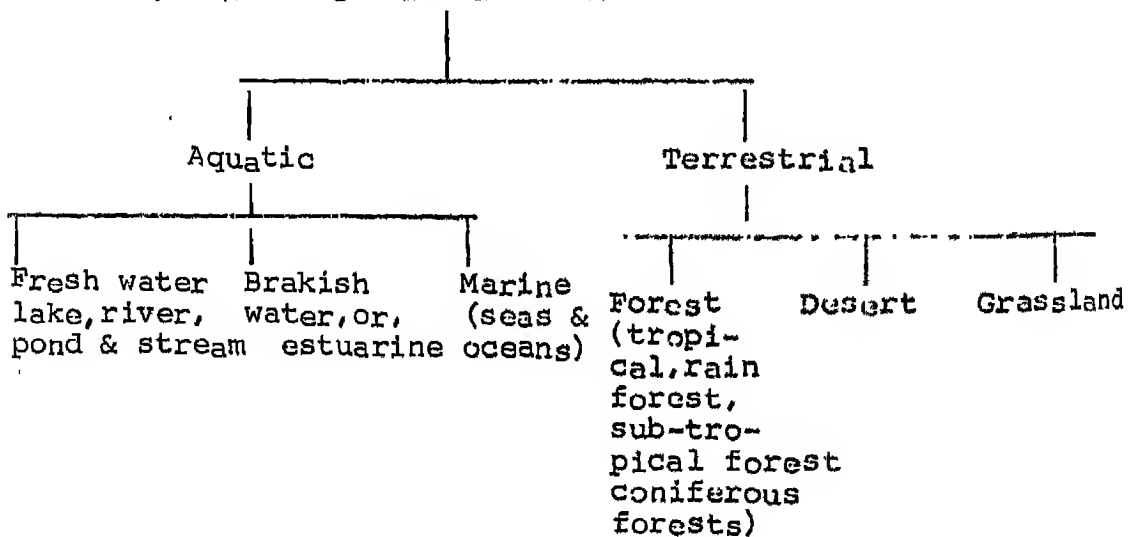 Aquatic
Terrestrial
Fresh water
lake,river,
pond & stream
Brakish
water,or,
estuarine
Marine
(seas &
oceans)
Forest
(tropi-
cal,rain
forest,
sub-tro-
pical forest
coniferous
forests)
Desert
Grassland